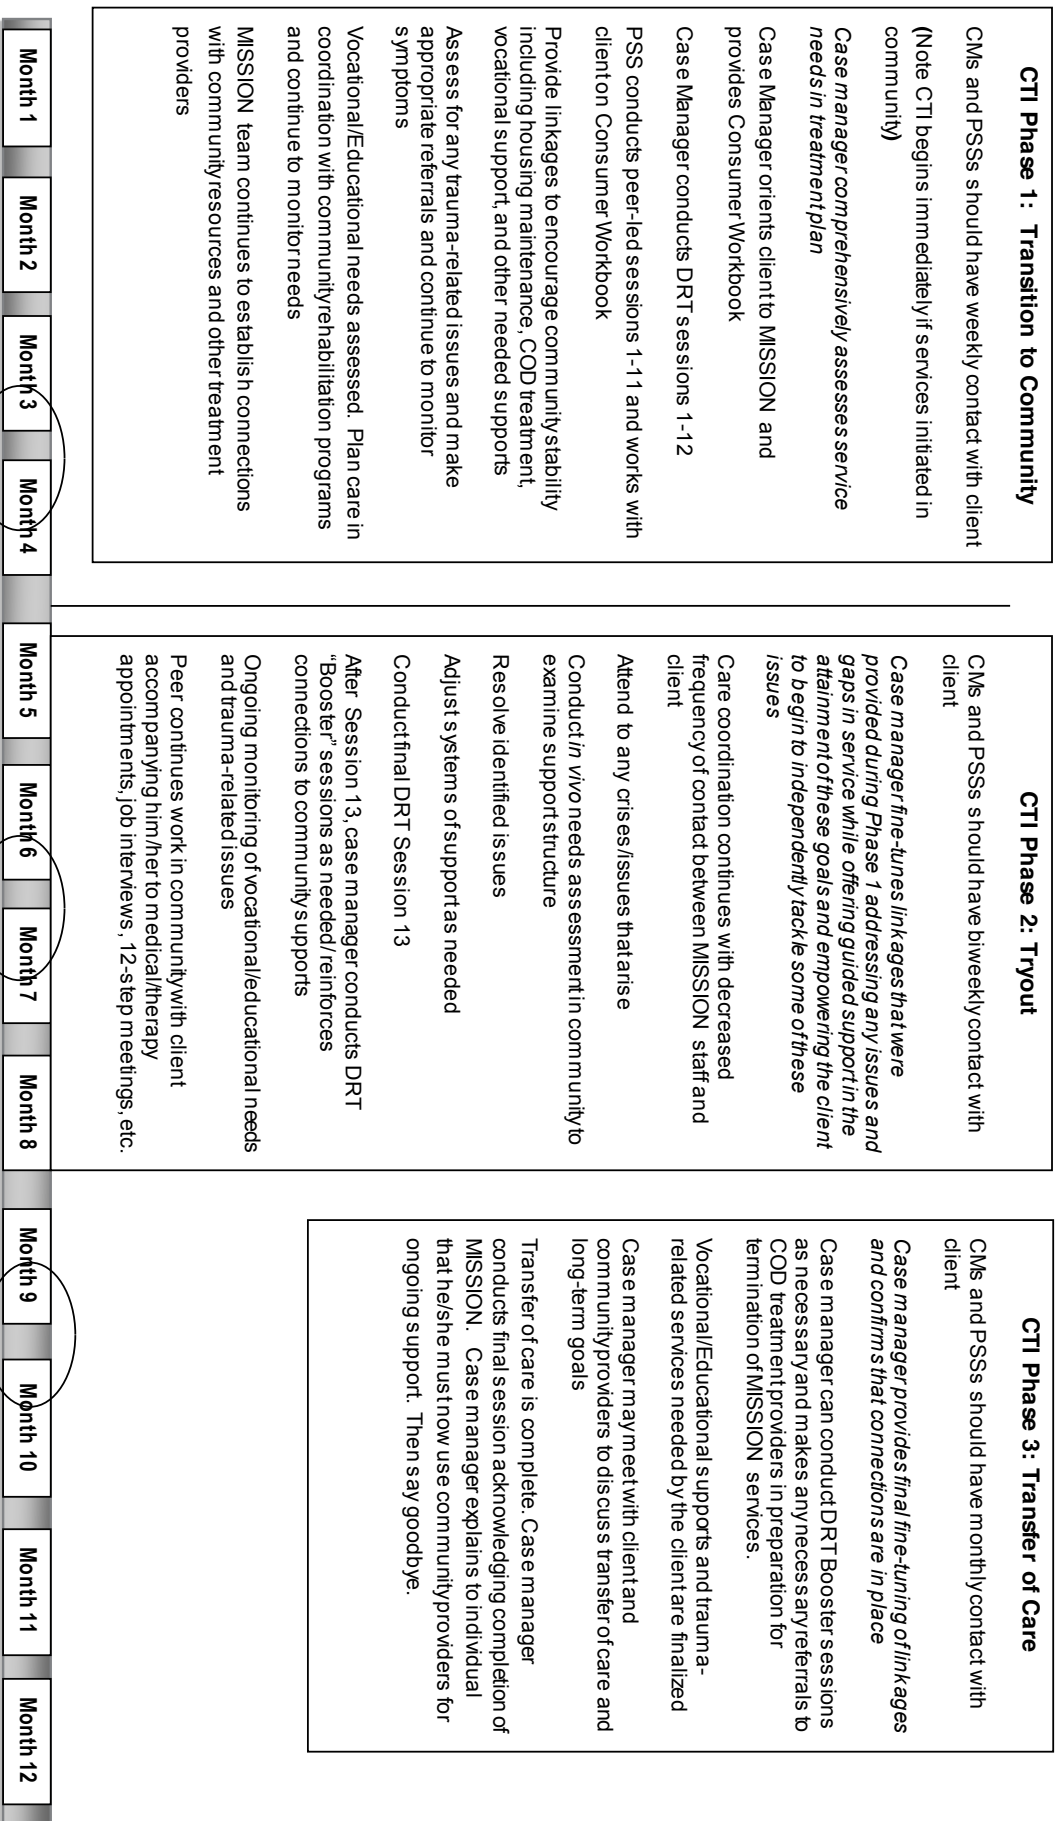 CTI Phase 1: Transition to Community
CMs and PSSs should have weekly contact with client
(Note CTI begins immediately if services initiated in
community)
Case manager comprehensively assesses service
needs in treatment plan
Case Manager orients client to MISSION and
provides Consumer Workbook
Case Manager conducts DRT sessions 1-12
PSS conducts peer-led sessions 1-11 and works with
client on Consumer Workbook
Provide linkages to encourage community stability
including housing maintenance, COD treatment,
vocational support, and other needed supports
Assess for any trauma-related issues and make
appropriate referrals and continue to monitor
symptoms
Vocational/Educational needs assessed. Plan care in
coordination with community rehabilitation programs
and continue to monitor needs
MISSION team continues to establish connections
with community resources and other treatment
providers
CTI Phase 2: Tryout
CMs and PSSs should have biweekly contact with
client
Case manager fine-tunes linkages that were
provided during Phase 1 addressing any issues and
gaps in service while offering guided support in the
attainment of these goals and empowering the client
to begin to independently tackle some of these
issues
Care coordination continues with decreased
frequency of contact between MISSION staff and
client
Attend to any crises/issues that arise
Conduct in vivo needs assessment in community to
examine support structure
Resolve identified issues
Adjust systems of support as needed
Conduct final DRT Session 13
After Session 13, case manager conducts DRT
"Booster" sessions as needed/reinforces
connections to community supports
Ongoing monitoring of vocational/educational needs
and trauma-related issues
Peer continues work in community with client
accompanying him/her to medical/therapy
appointments, job interviews, 12-step meetings, etc.
CTI Phase 3: Transfer of Care
CMs and PSSs should have monthly contact with
client
Case manager provides final fine-tuning of linkages
and confirms that connections are in place
Case manager can conduct DRT Booster sessions
as necessary and makes any necessary referrals to
COD treatment providers in preparation for
termination of MISSION services.
Vocational/Educational supports and trauma-
related services needed by the client are finalized
Case manager may meet with client and
community providers to discuss transfer of care and
long-term goals
Transfer of care is complete. Case manager
conducts final session acknowledging completion of
MISSION. Case manager explains to individual
that he/she must now use community providers for
ongoing support. Then say goodbye.
Month 1
Month 2
Month 3
Month 4
Month 5
Month 6
Month 7
Month 8
Month 9
Month 10
Month 11
Month 12